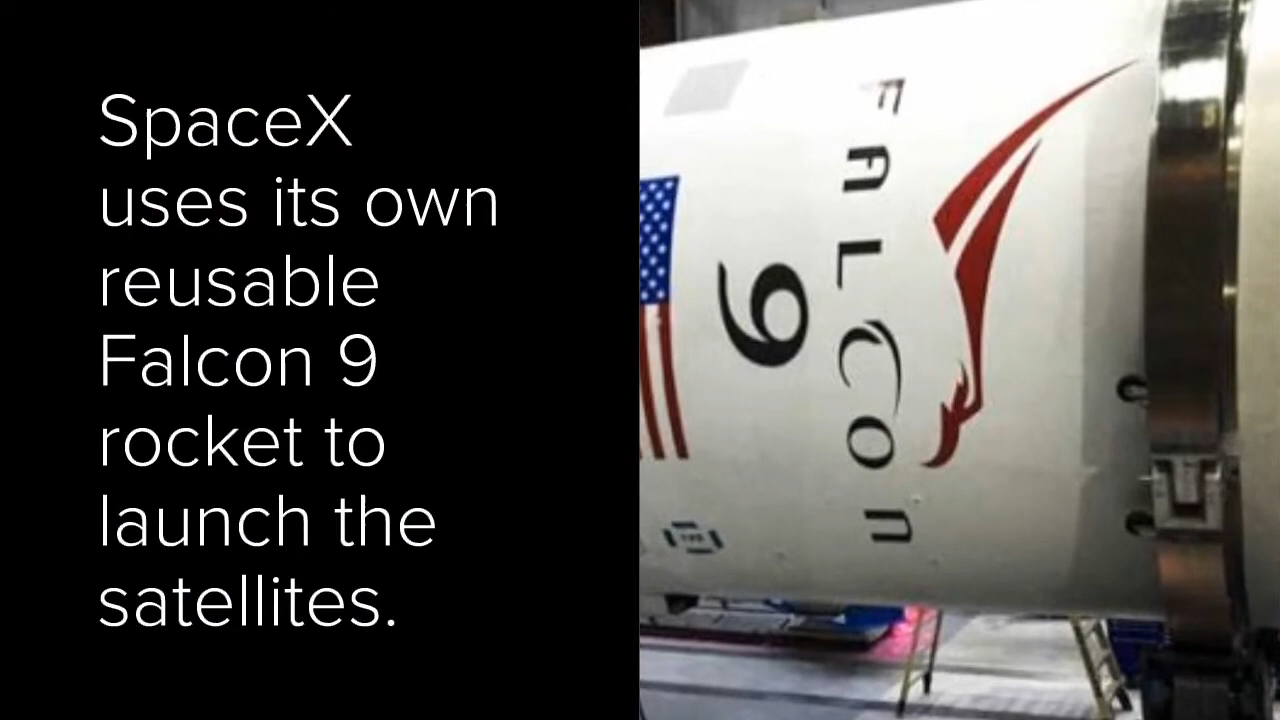 SpaceX
uses its own
reusable
Falcon 9
rocket to
launch the
satellites.
FALCON
9